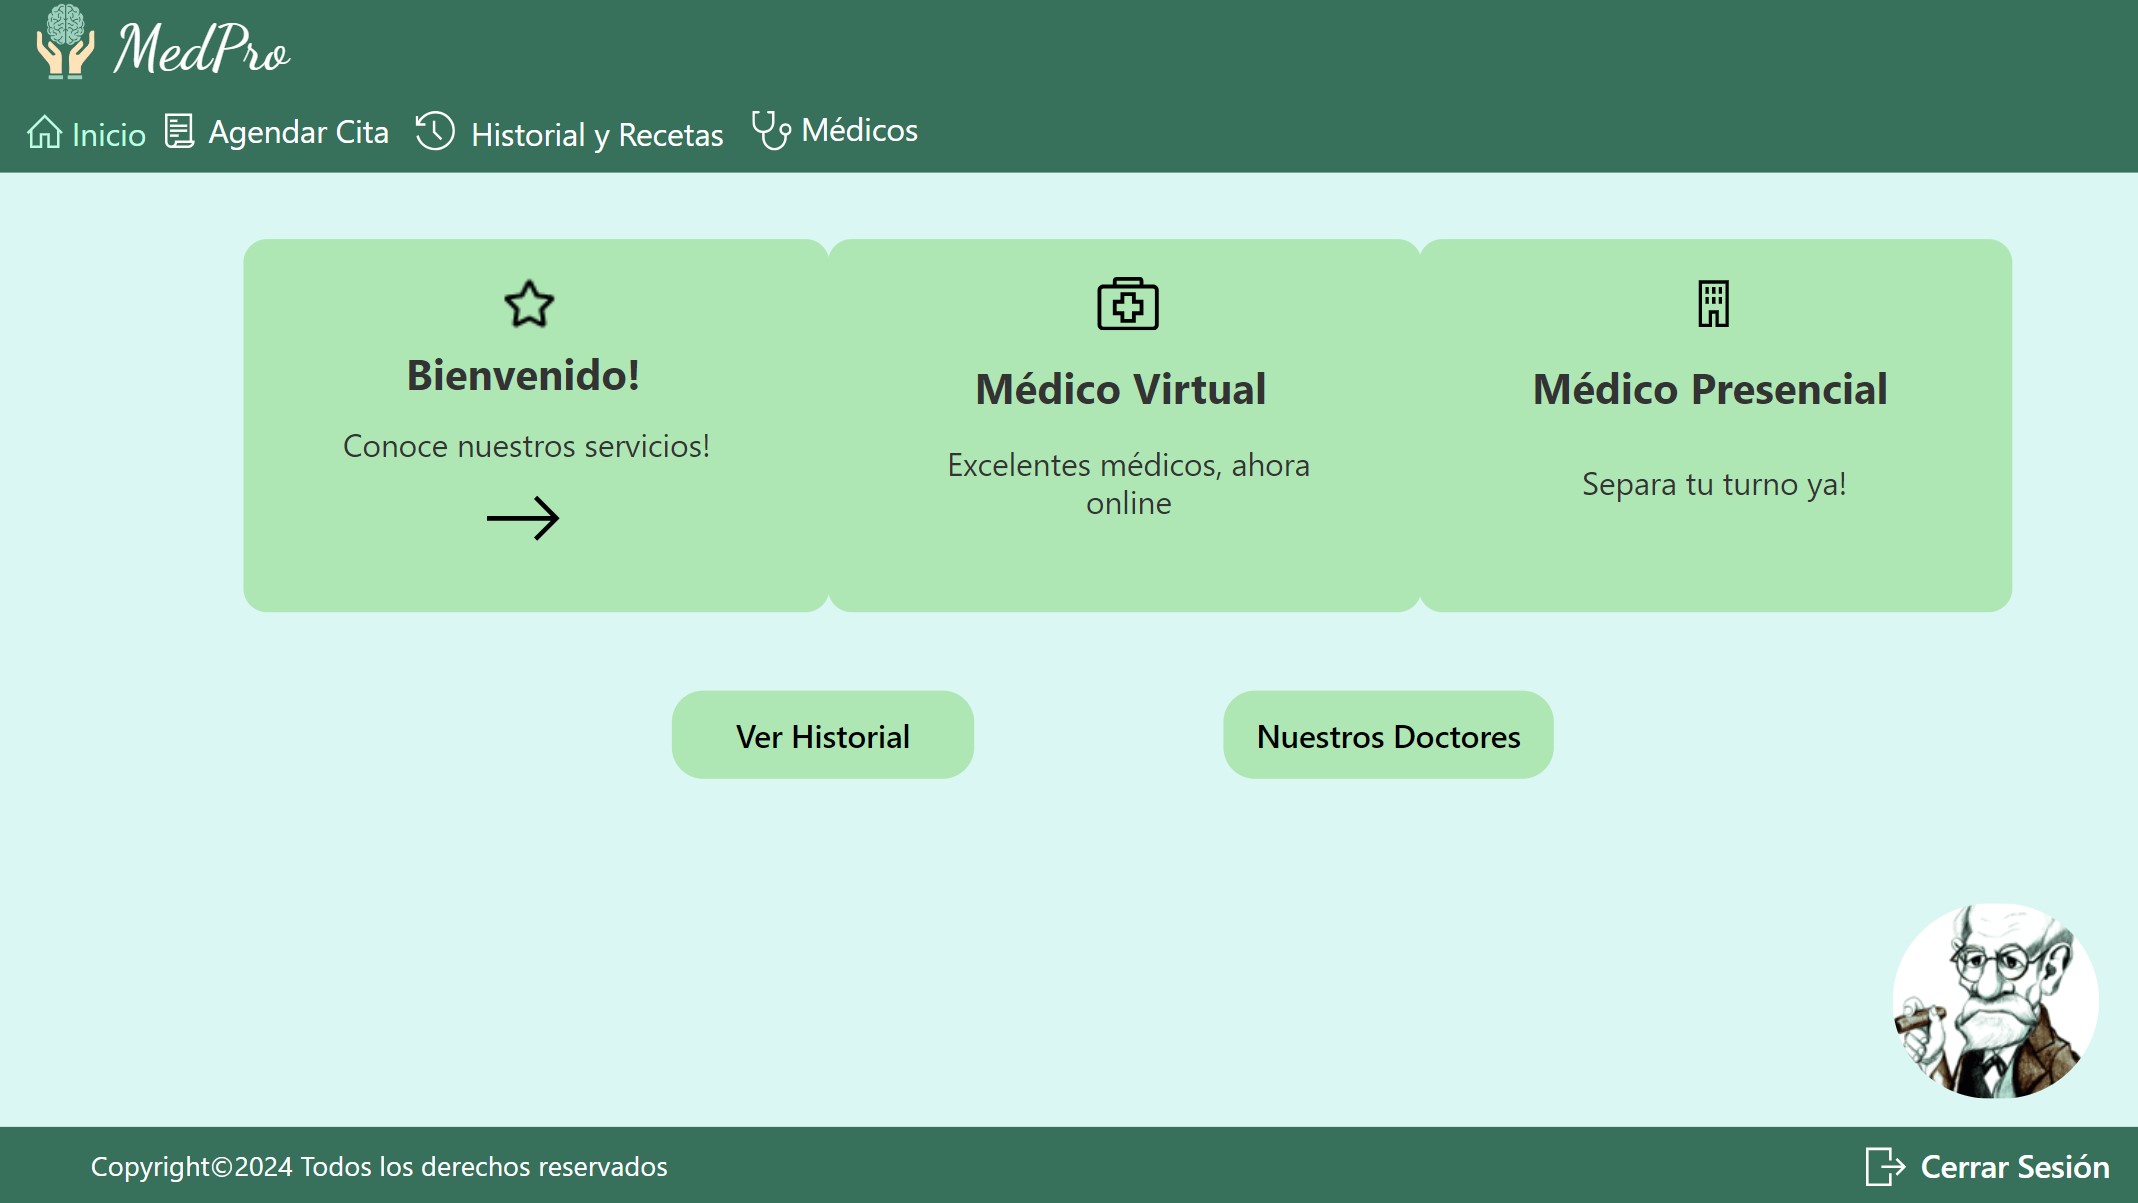 MedPro
Inicio
Agendar Cita
Historial y Recetas
Médicos
Bienvenido!
Conoce nuestros servicios!
Médico Virtual
Excelentes médicos, ahora
online
Médico Presencial
Separa tu turno ya!
Ver Historial
Nuestros Doctores
Copyright©2024 Todos los derechos reservados
Cerrar Sesión